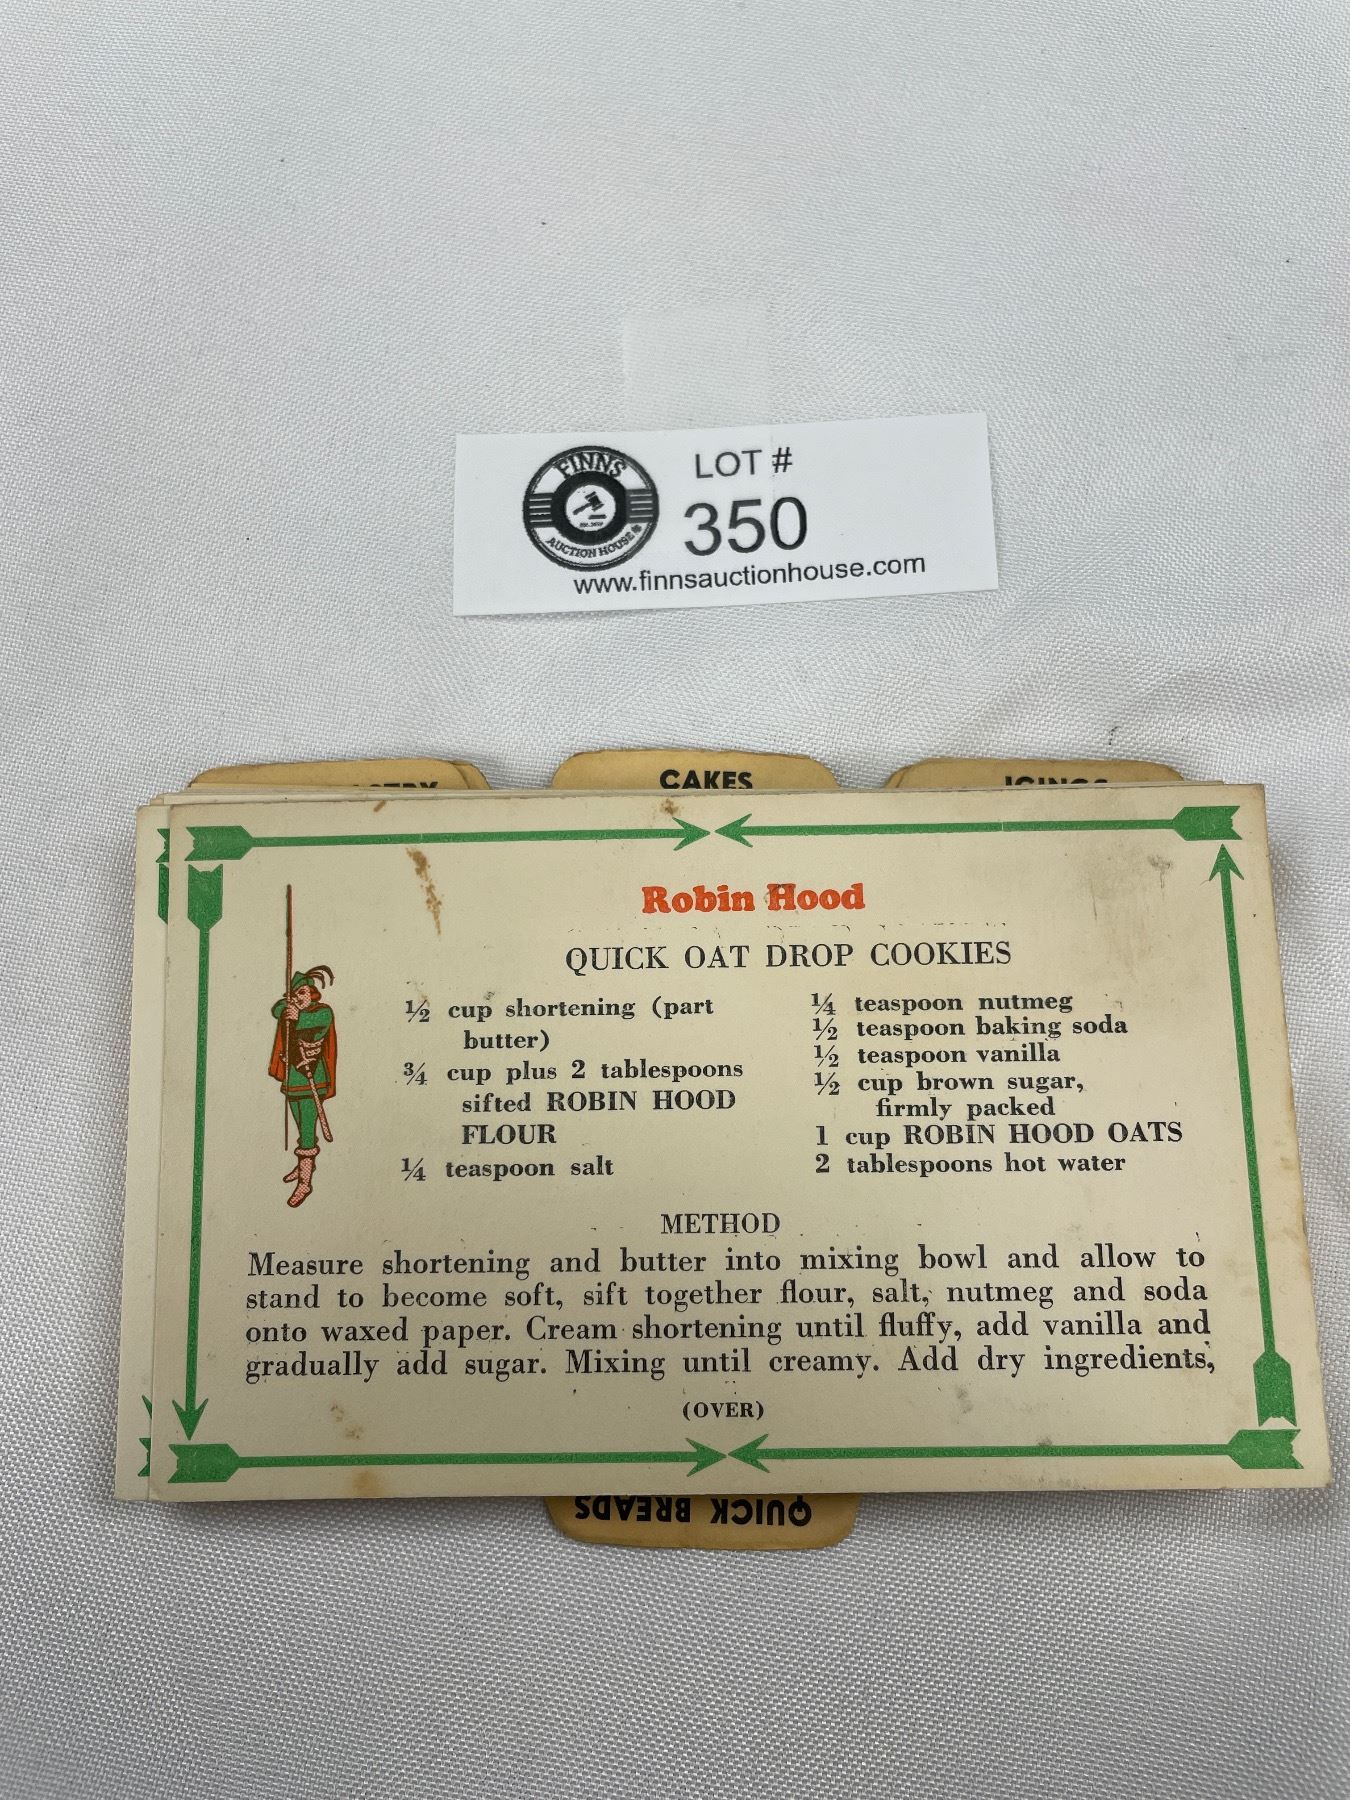 FINNS
AUCTION HOUSE
LOT #
350
www.finnsauctionhouse.com
CAKES
ICINGS
Robin Hood
QUICK OAT DROP COOKIES
½ cup shortening (part
butter)
¾ cup plus 2 tablespoons
sifted ROBIN HOOD
FLOUR
¼ teaspoon salt
¼ teaspoon nutmeg
½ teaspoon baking soda
½ teaspoon vanilla
½ cup brown sugar,
firmly packed
1 cup ROBIN HOOD OATS
2 tablespoons hot water
METHOD
Measure shortening and butter into mixing bowl and allow to
stand to become soft, sift together flour, salt, nutmeg and soda
onto waxed paper. Cream shortening until fluffy, add vanilla and
gradually add sugar. Mixing until creamy. Add dry ingredients,
(OVER)
QUICK BREADS